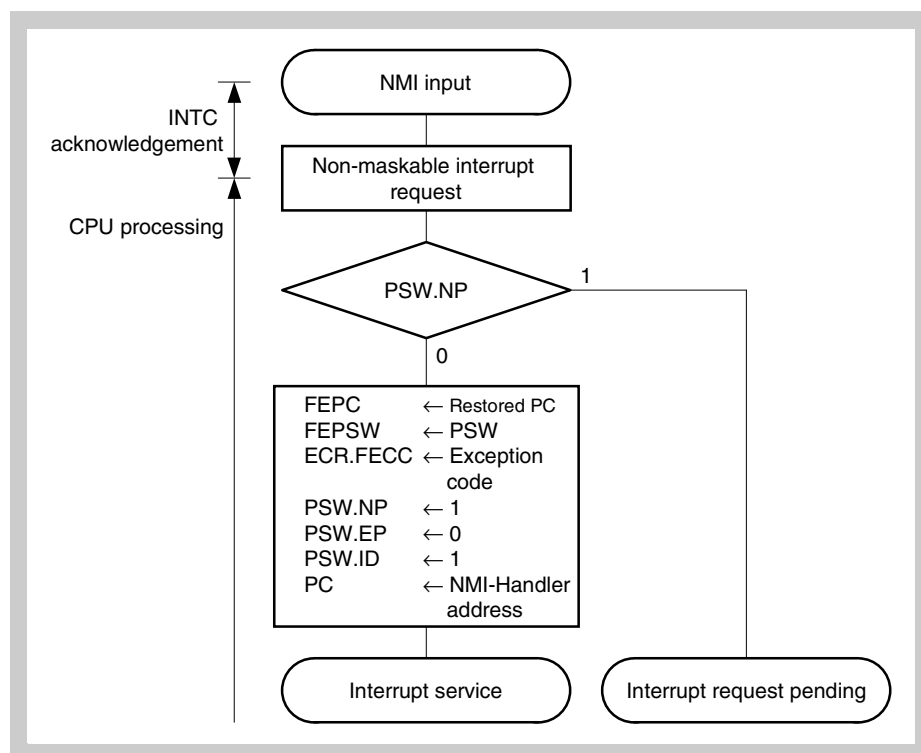 NMI input
INTC
acknowledgement
Non-maskable interrupt
request
CPU processing
PSW.NP
1
0
FEPC ← Restored PC
FEPSW ← PSW
ECR.FECC ← Exception
code
PSW.NP ← 1
PSW.EP ← 0
PSW.ID ← 1
PC ← NMI-Handler
address
Interrupt service
Interrupt request pending